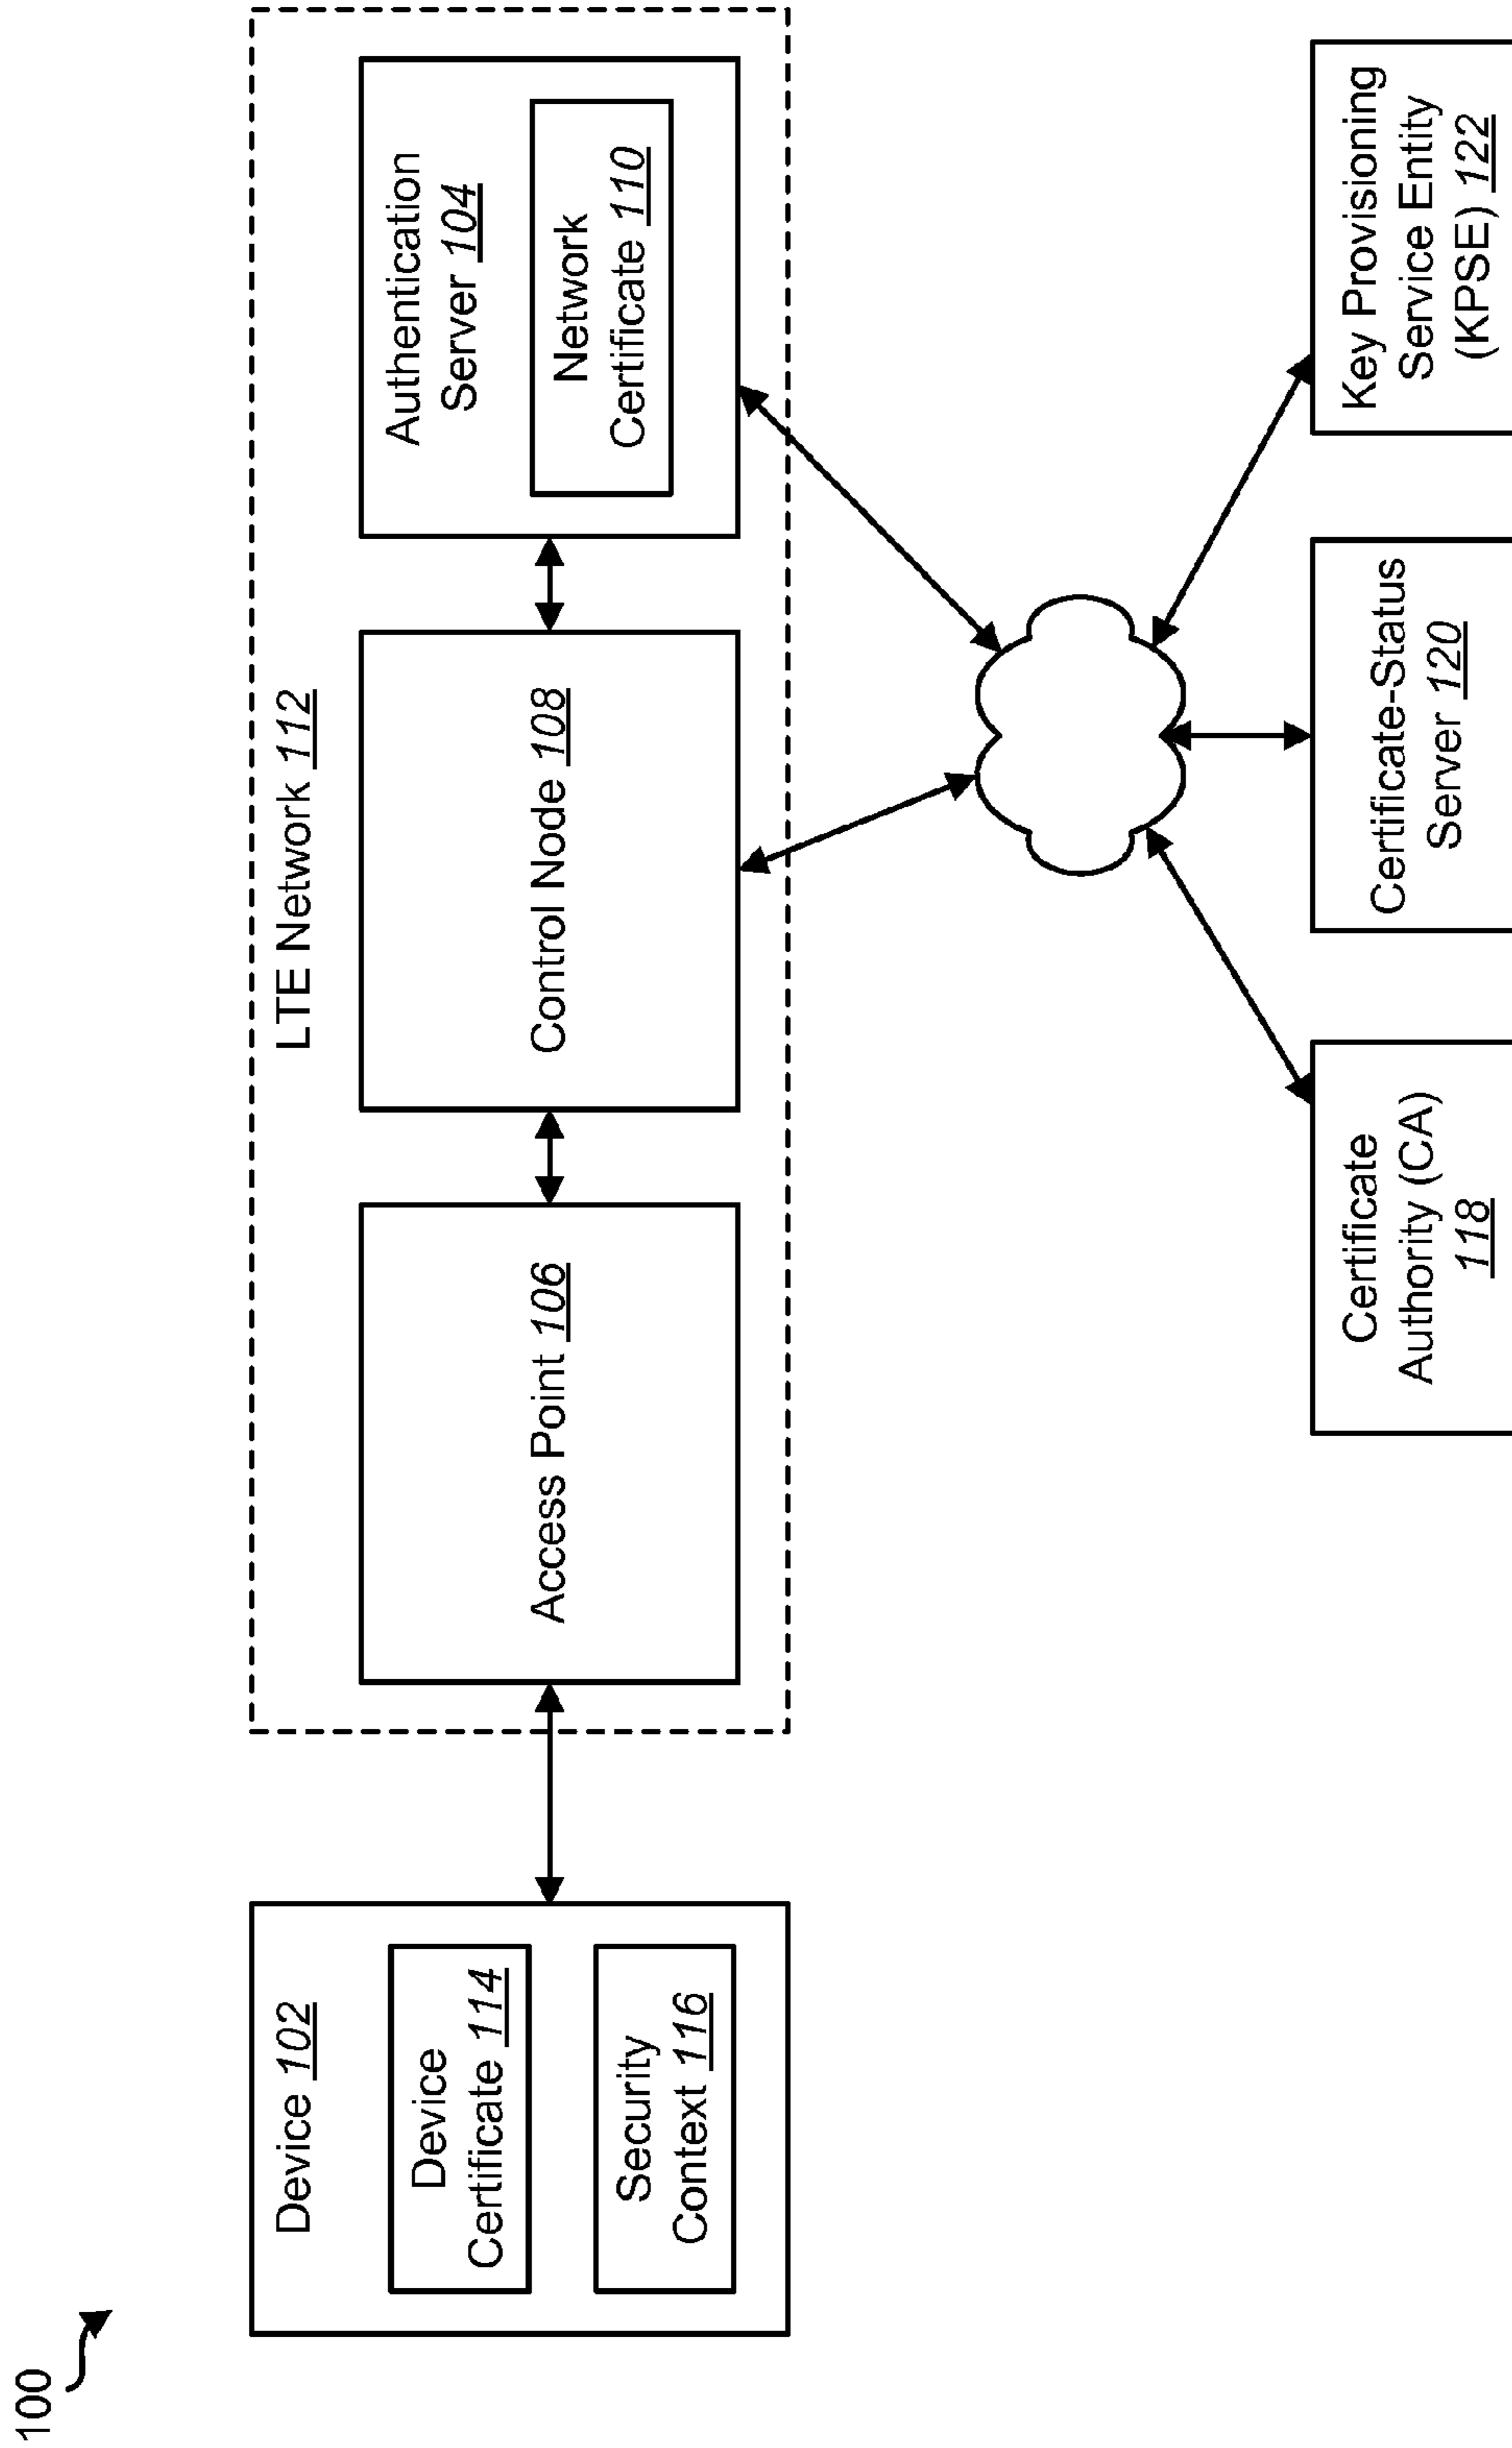 100
Device 102
Device
Certificate 114
Security
Context 116
LTE Network 112
Access Point 106
Control Node 108
Authentication
Server 104
Network
Certificate 110
Certificate
Authority (CA)
118
Certificate-Status
Server 120
Key Provisioning
Service Entity
(KPSE) 122